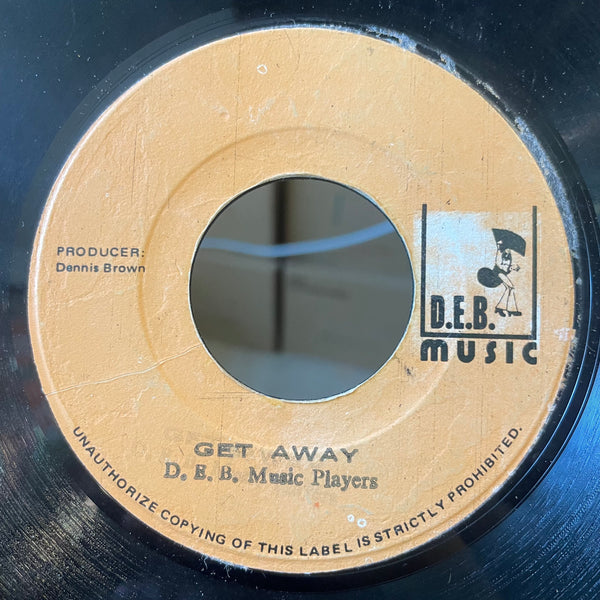 PRODUCER:
Dennis Brown
D.E.B.
MUSIC
GET AWAY
D. E. B. Music Players
UNAUTHORIZE COPYING OF THIS LABEL IS STRICTLY PROHIBITED.